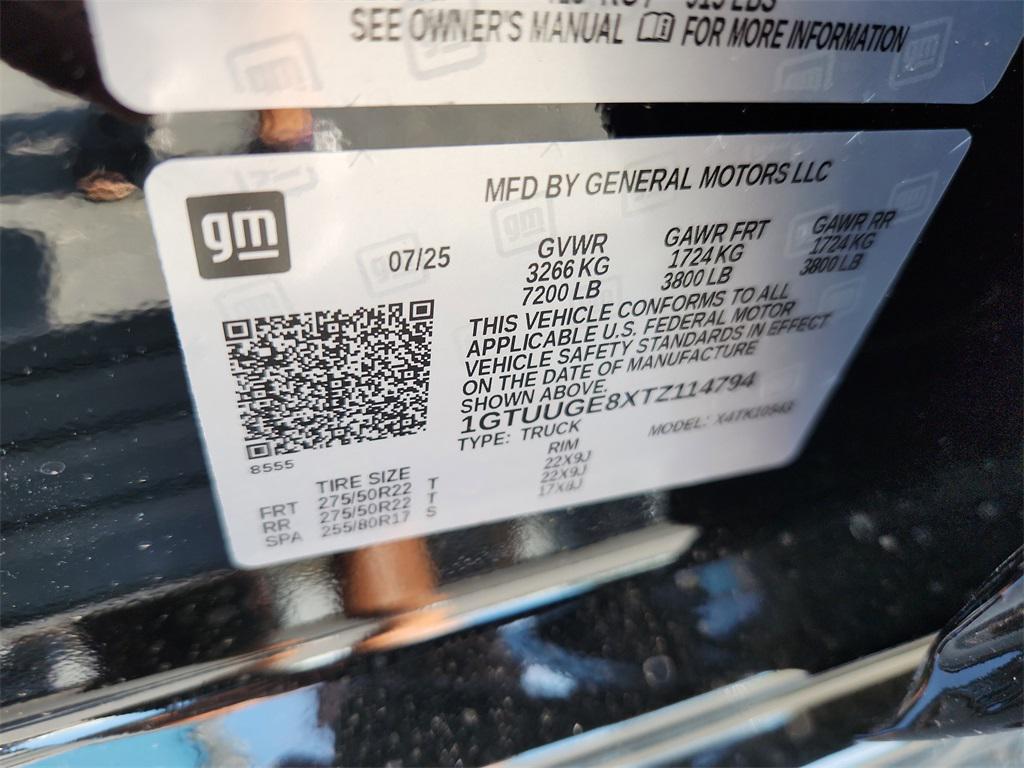 SEE OWNER'S MANUAL FOR MORE INFORMATION
gm
MFD BY GENERAL MOTORS LLC
07/25
GVWR GAWR FRT GAWR RR
3266 KG 1724 KG 1724 KG
7200 LB 3800 LB 3800 LB
THIS VEHICLE CONFORMS TO ALL
APPLICABLE U.S. FEDERAL MOTOR
VEHICLE SAFETY STANDARDS IN EFFECT
ON THE DATE OF MANUFACTURE
SHOWN ABOVE.
1GTUUGE8XTZ114794
TYPE: TRUCK MODEL: X4TK10543
8555
TIRE SIZE RIM
FRT 275/50R22 T 22X9J
RR 275/50R22 T 22X9J
SPA 255/80R17 S 17X8J